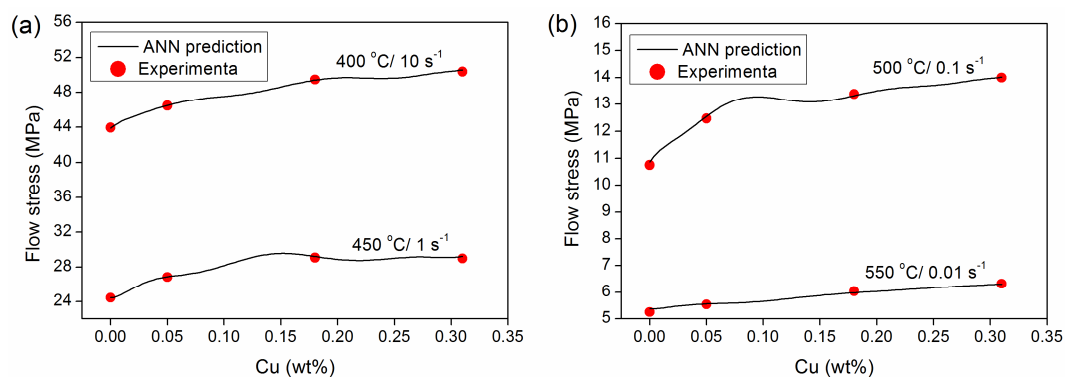 (a)
56
52
48
44
40
36
32
28
24
Flow stress (MPa)
ANN prediction
Experimenta
400 °C/ 10 s⁻¹
450 °C/ 1 s⁻¹
0.00 0.05 0.10 0.15 0.20 0.25 0.30 0.35
Cu (wt%)
(b)
16
15
14
13
12
11
10
9
8
7
6
5
Flow stress (MPa)
ANN prediction
Experimenta
500 °C/ 0.1 s⁻¹
550 °C/ 0.01 s⁻¹
0.00 0.05 0.10 0.15 0.20 0.25 0.30 0.35
Cu (wt%)